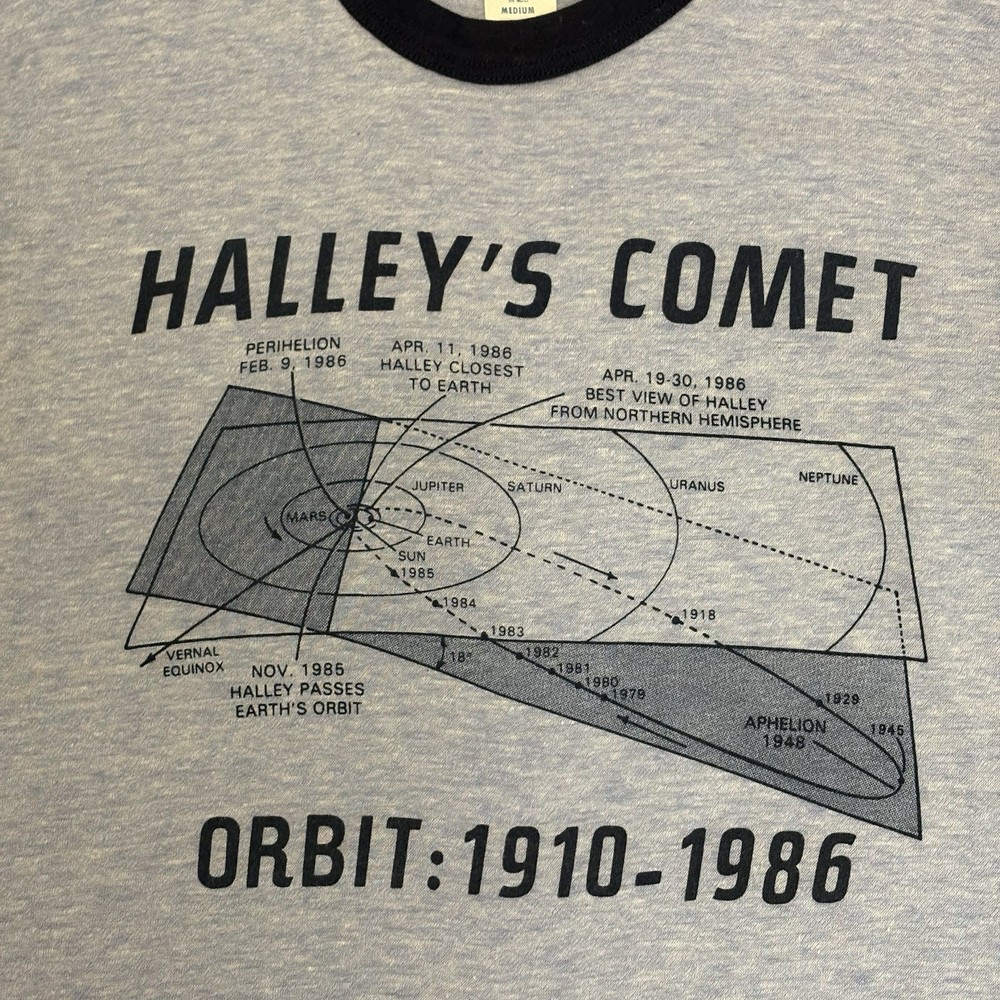 MEDIUM
HALLEY'S COMET
PERIHELION
FEB. 9, 1986
APR. 11, 1986
HALLEY CLOSEST
TO EARTH
APR. 19-30, 1986
BEST VIEW OF HALLEY
FROM NORTHERN HEMISPHERE
JUPITER
SATURN
URANUS
NEPTUNE
MARS
EARTH
SUN
1985
1984
1918
1983
VERNAL
EQUINOX
18°
1982
1981
1980
1979
NOV. 1985
HALLEY PASSES
EARTH'S ORBIT
1929
APHELION
1948
1945
ORBIT: 1910-1986